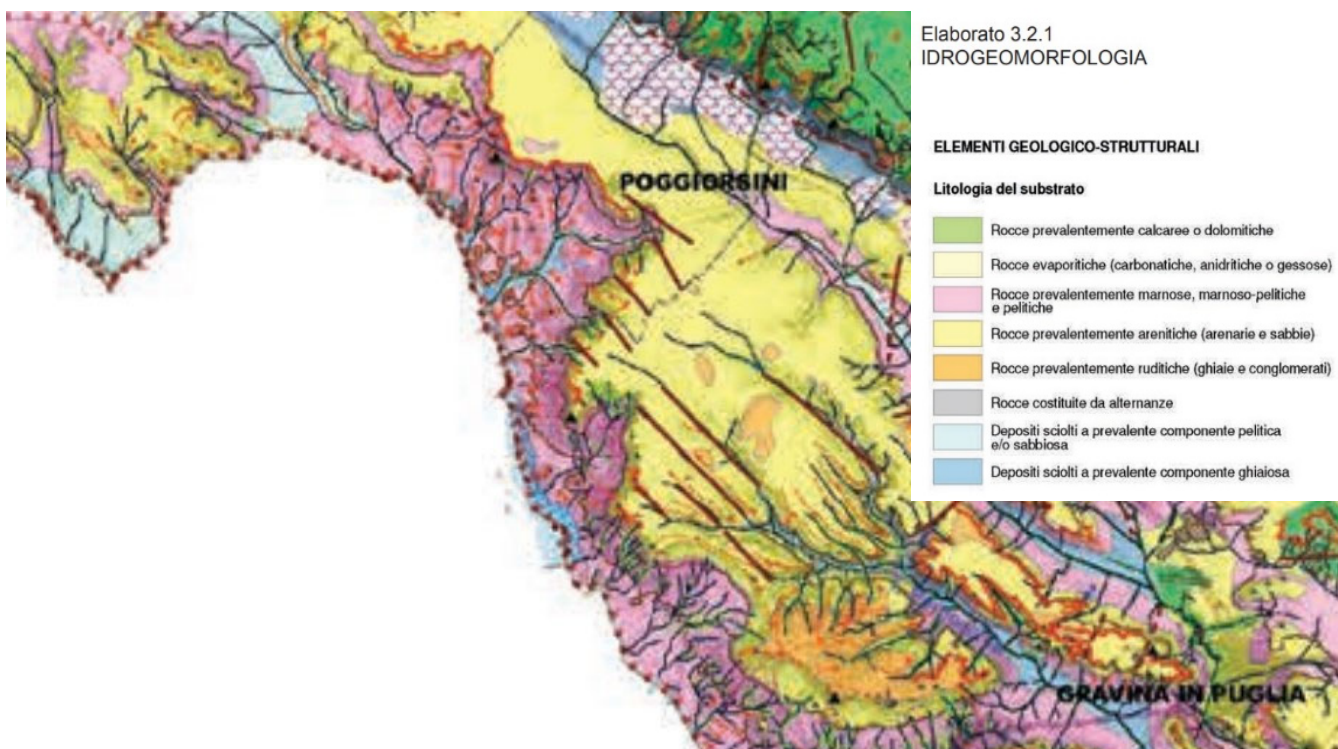 Elaborato 3.2.1
IDROGEOMORFOLOGIA
ELEMENTI GEOLOGICO-STRUTTURALI
Litologia del substrato
Rocce prevalentemente calcaree o dolomitiche
Rocce evaporitiche (carbonatiche, anidritiche o gessose)
Rocce prevalentemente marnose, marnoso-pelitiche
e pelitiche
Rocce prevalentemente arenitiche (arenarie e sabbie)
Rocce prevalentemente ruditiche (ghiaie e conglomerati)
Rocce costituite da alternanze
Depositi sciolti a prevalente componente pelitica
e/o sabbiosa
Depositi sciolti a prevalente componente ghiaiosa
POGGIORSINI
GRAVINA IN PUGLIA